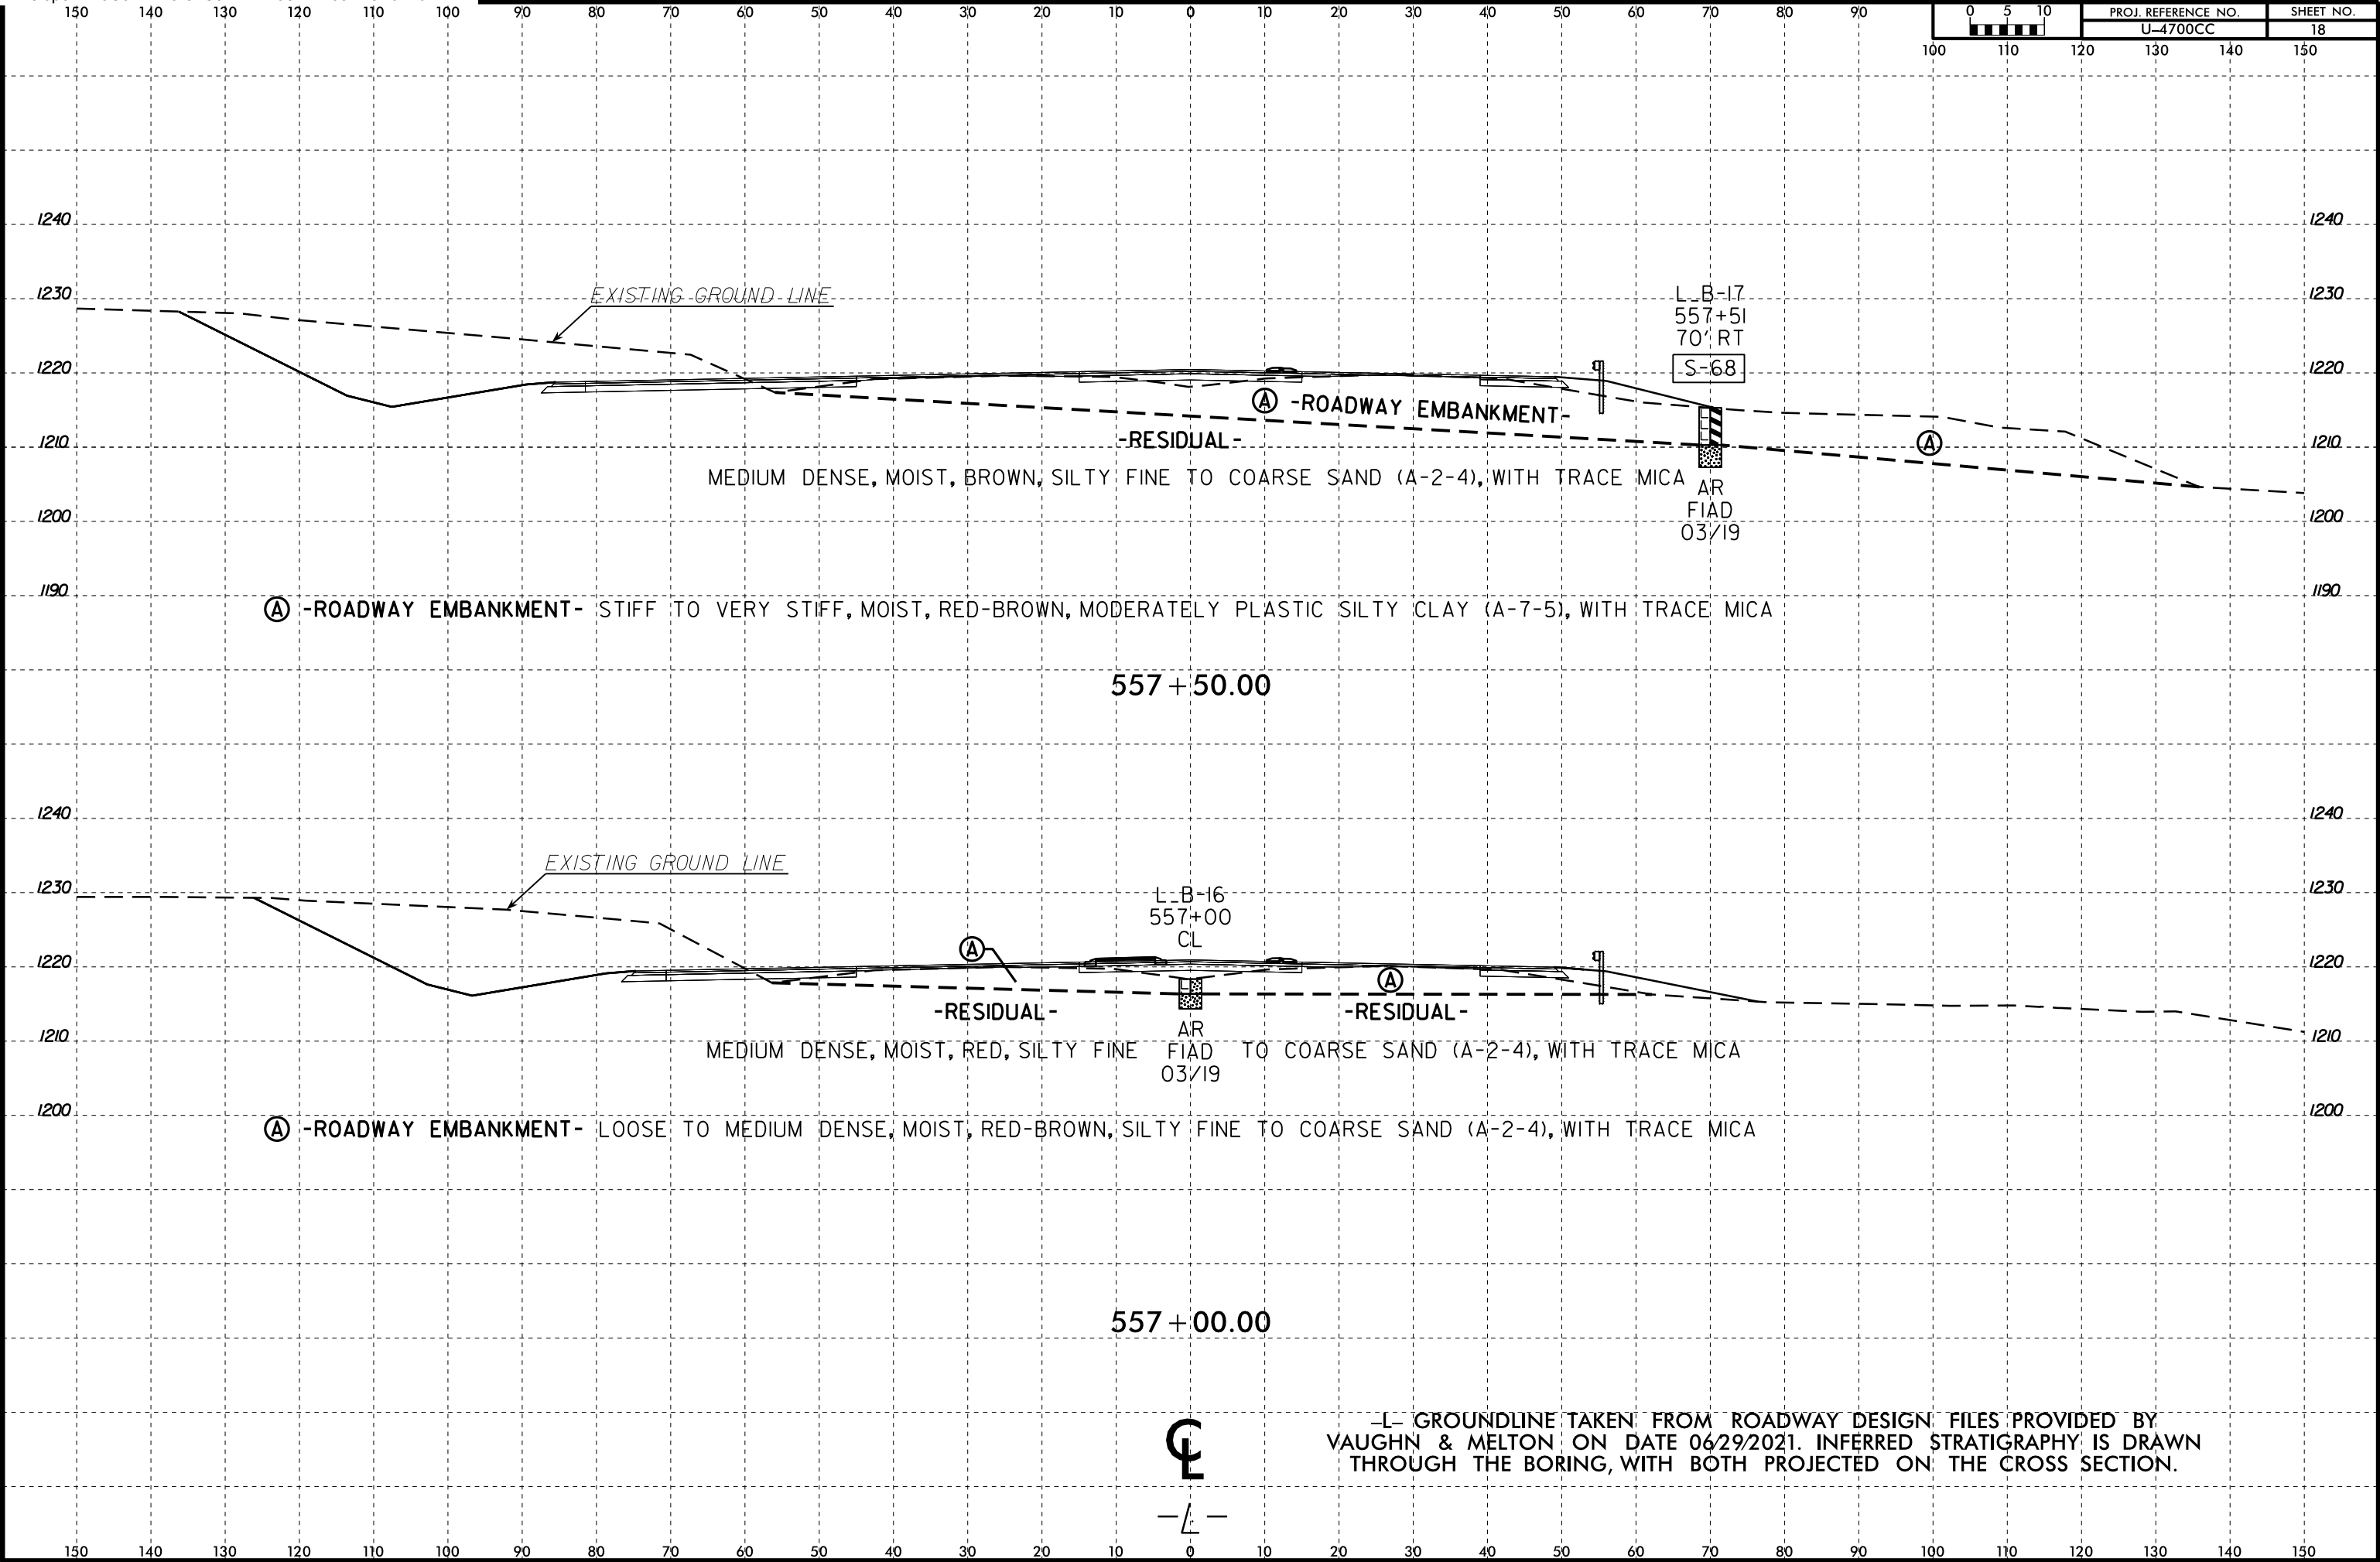 150 140 130 120 110 100 90 80 70 60 50 40 30 20 10 0 10 20 30 40 50 60 70 80 90
0 5 10
PROJ. REFERENCE NO. SHEET NO.
U-4700CC 18
100 110 120 130 140 150
1240 1240
1230 1230
EXISTING GROUND LINE
L_B-17
557+51
70' RT
S-68
1220 1220
A -ROADWAY EMBANKMENT-
-RESIDUAL-
1210 A 1210
MEDIUM DENSE, MOIST, BROWN, SILTY FINE TO COARSE SAND (A-2-4), WITH TRACE MICA
AR
FIAD
03/19
1200 1200
1190 1190
A -ROADWAY EMBANKMENT- STIFF TO VERY STIFF, MOIST, RED-BROWN, MODERATELY PLASTIC SILTY CLAY (A-7-5), WITH TRACE MICA
557+50.00
1240 1240
EXISTING GROUND LINE
1230 1230
L_B-16
557+00
CL
A
1220 1220
A
-RESIDUAL- -RESIDUAL-
AR
1210 1210
MEDIUM DENSE, MOIST, RED, SILTY FINE FIAD TO COARSE SAND (A-2-4), WITH TRACE MICA
03/19
1200 1200
A -ROADWAY EMBANKMENT- LOOSE TO MEDIUM DENSE, MOIST, RED-BROWN, SILTY FINE TO COARSE SAND (A-2-4), WITH TRACE MICA
557+00.00
℄
-L- GROUNDLINE TAKEN FROM ROADWAY DESIGN FILES PROVIDED BY
VAUGHN & MELTON ON DATE 06/29/2021. INFERRED STRATIGRAPHY IS DRAWN
THROUGH THE BORING, WITH BOTH PROJECTED ON THE CROSS SECTION.
-L-
150 140 130 120 110 100 90 80 70 60 50 40 30 20 10 0 10 20 30 40 50 60 70 80 90 100 110 120 130 140 150